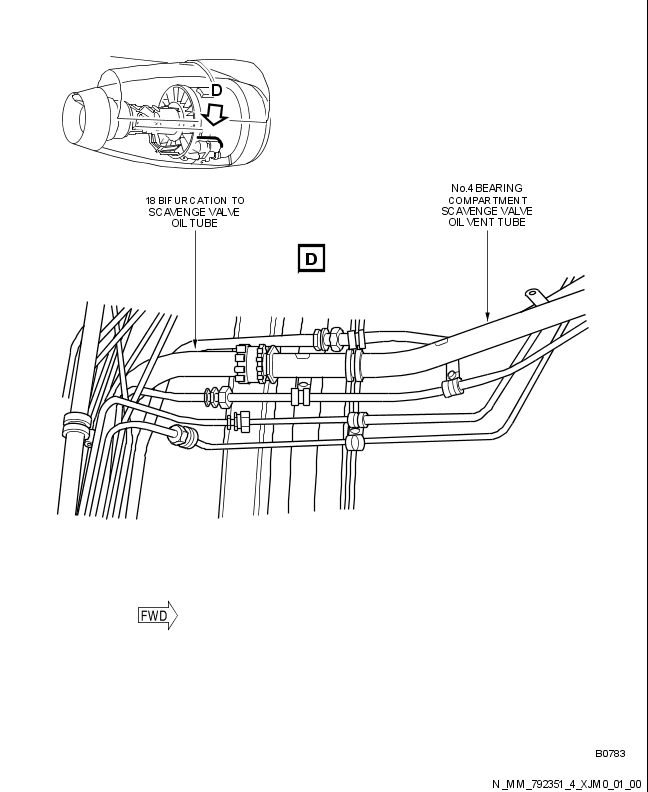 D
18 BIFURCATION TO
SCAVENGE VALVE
OIL TUBE
No.4 BEARING
COMPARTMENT
SCAVENGE VALVE
OIL VENT TUBE
D
FWD
B0783
N_MM_792351_4_XJM0_01_00